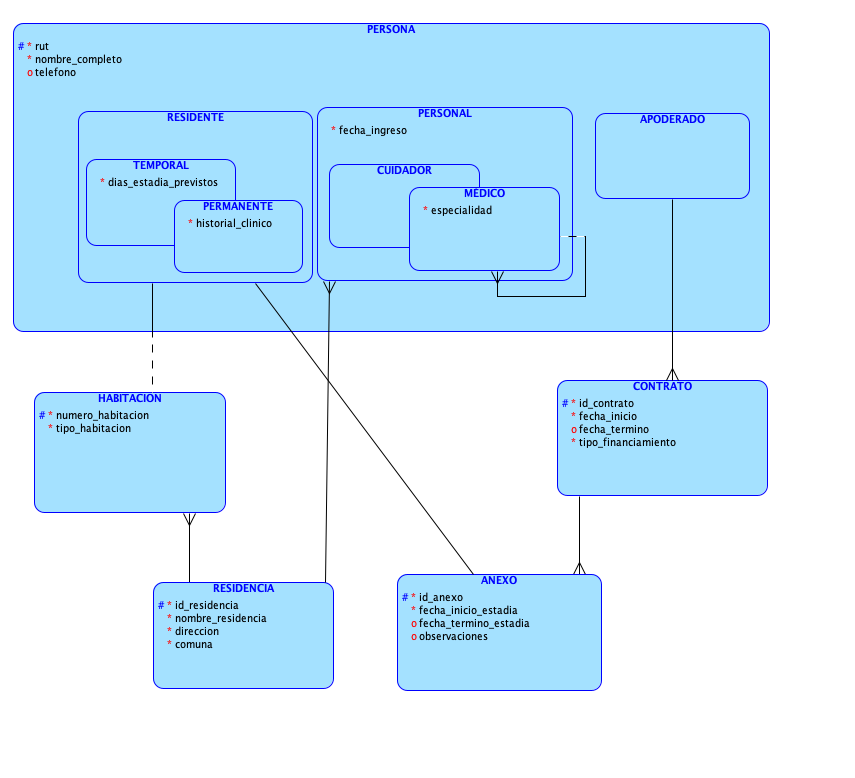 PERSONA
# * rut
* nombre_completo
o telefono
RESIDENTE
TEMPORAL
* dias_estadia_previstos
PERMANENTE
* historial_clinico
PERSONAL
* fecha_ingreso
CUIDADOR
MEDICO
* especialidad
APODERADO
HABITACION
# * numero_habitacion
* tipo_habitacion
CONTRATO
# * id_contrato
* fecha_inicio
o fecha_termino
* tipo_financiamiento
RESIDENCIA
# * id_residencia
* nombre_residencia
* direccion
* comuna
ANEXO
# * id_anexo
* fecha_inicio_estadia
o fecha_termino_estadia
o observaciones